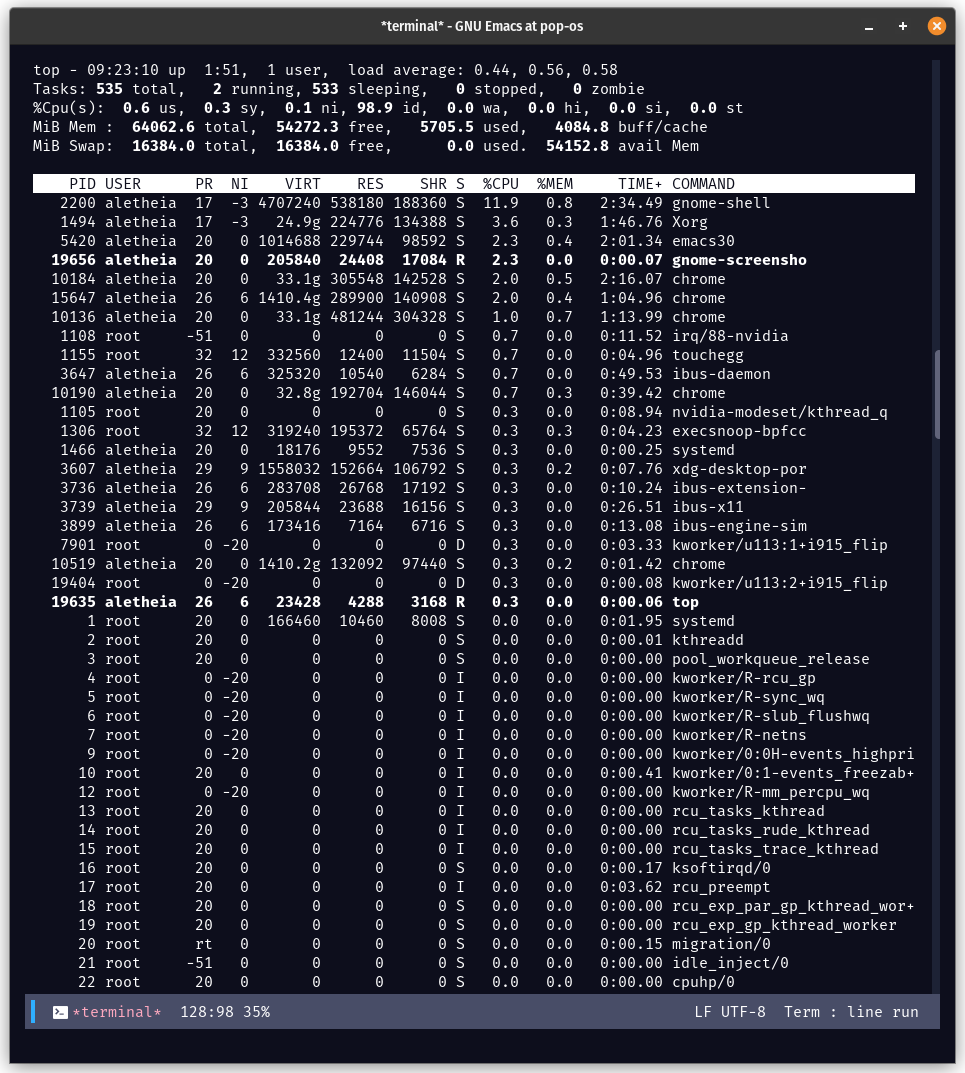 *terminal* - GNU Emacs at pop-os
top - 09:23:10 up  1:51,  1 user,  load average: 0.44, 0.56, 0.58
Tasks: 535 total,   2 running, 533 sleeping,   0 stopped,   0 zombie
%Cpu(s):  0.6 us,  0.3 sy,  0.1 ni, 98.9 id,  0.0 wa,  0.0 hi,  0.0 si,  0.0 st
MiB Mem :  64062.6 total,  54272.3 free,   5705.5 used,   4084.8 buff/cache
MiB Swap:  16384.0 total,  16384.0 free,      0.0 used.  54152.8 avail Mem
PID USER      PR  NI    VIRT    RES    SHR S  %CPU  %MEM     TIME+ COMMAND
2200 aletheia  17  -3 4707240 538180 188360 S  11.9   0.8   2:34.49 gnome-shell
1494 aletheia  17  -3   24.9g 224776 134388 S   3.6   0.3   1:46.76 Xorg
5420 aletheia  20   0 1014688 229744  98592 S   2.3   0.4   2:01.34 emacs30
19656 aletheia  20   0  205840  24408  17084 R   2.3   0.0   0:00.07 gnome-screensho
10184 aletheia  20   0   33.1g 305548 142528 S   2.0   0.5   2:16.07 chrome
15647 aletheia  26   6 1410.4g 289900 140908 S   2.0   0.4   1:04.96 chrome
10136 aletheia  20   0   33.1g 481244 304328 S   1.0   0.7   1:13.99 chrome
1108 root     -51   0       0      0      0 S   0.7   0.0   0:11.52 irq/88-nvidia
1155 root      32  12  332560  12400  11504 S   0.7   0.0   0:04.96 touchegg
3647 aletheia  26   6  325320  10540   6284 S   0.7   0.0   0:49.53 ibus-daemon
10190 aletheia  20   0   32.8g 192704 146044 S   0.7   0.3   0:39.42 chrome
1105 root      20   0       0      0      0 S   0.3   0.0   0:08.94 nvidia-modeset/kthread_q
1306 root      32  12  319240 195372  65764 S   0.3   0.3   0:04.23 execsnoop-bpfcc
1466 aletheia  20   0   18176   9552   7536 S   0.3   0.0   0:00.25 systemd
3607 aletheia  29   9 1558032 152664 106792 S   0.3   0.2   0:07.76 xdg-desktop-por
3736 aletheia  26   6  283708  26768  17192 S   0.3   0.0   0:10.24 ibus-extension-
3739 aletheia  29   9  205844  23688  16156 S   0.3   0.0   0:26.51 ibus-x11
3899 aletheia  26   6  173416   7164   6716 S   0.3   0.0   0:13.08 ibus-engine-sim
7901 root       0 -20       0      0      0 D   0.3   0.0   0:03.33 kworker/u113:1+i915_flip
10519 aletheia  20   0 1410.2g 132092  97440 S   0.3   0.2   0:01.42 chrome
19404 root       0 -20       0      0      0 D   0.3   0.0   0:00.08 kworker/u113:2+i915_flip
19635 aletheia  26   6   23428   4288   3168 R   0.3   0.0   0:00.06 top
1 root      20   0  166460  10460   8008 S   0.0   0.0   0:01.95 systemd
2 root      20   0       0      0      0 S   0.0   0.0   0:00.01 kthreadd
3 root      20   0       0      0      0 S   0.0   0.0   0:00.00 pool_workqueue_release
4 root       0 -20       0      0      0 I   0.0   0.0   0:00.00 kworker/R-rcu_gp
5 root       0 -20       0      0      0 I   0.0   0.0   0:00.00 kworker/R-sync_wq
6 root       0 -20       0      0      0 I   0.0   0.0   0:00.00 kworker/R-slub_flushwq
7 root       0 -20       0      0      0 I   0.0   0.0   0:00.00 kworker/R-netns
9 root       0 -20       0      0      0 I   0.0   0.0   0:00.00 kworker/0:0H-events_highpri
10 root      20   0       0      0      0 I   0.0   0.0   0:00.41 kworker/0:1-events_freezab+
12 root       0 -20       0      0      0 I   0.0   0.0   0:00.00 kworker/R-mm_percpu_wq
13 root      20   0       0      0      0 I   0.0   0.0   0:00.00 rcu_tasks_kthread
14 root      20   0       0      0      0 I   0.0   0.0   0:00.00 rcu_tasks_rude_kthread
15 root      20   0       0      0      0 I   0.0   0.0   0:00.00 rcu_tasks_trace_kthread
16 root      20   0       0      0      0 S   0.0   0.0   0:00.17 ksoftirqd/0
17 root      20   0       0      0      0 I   0.0   0.0   0:03.62 rcu_preempt
18 root      20   0       0      0      0 S   0.0   0.0   0:00.00 rcu_exp_par_gp_kthread_wor+
19 root      20   0       0      0      0 S   0.0   0.0   0:00.00 rcu_exp_gp_kthread_worker
20 root      rt   0       0      0      0 S   0.0   0.0   0:00.15 migration/0
21 root     -51   0       0      0      0 S   0.0   0.0   0:00.00 idle_inject/0
22 root      20   0       0      0      0 S   0.0   0.0   0:00.00 cpuhp/0
*terminal*  128:98 35%  LF UTF-8  Term : line run